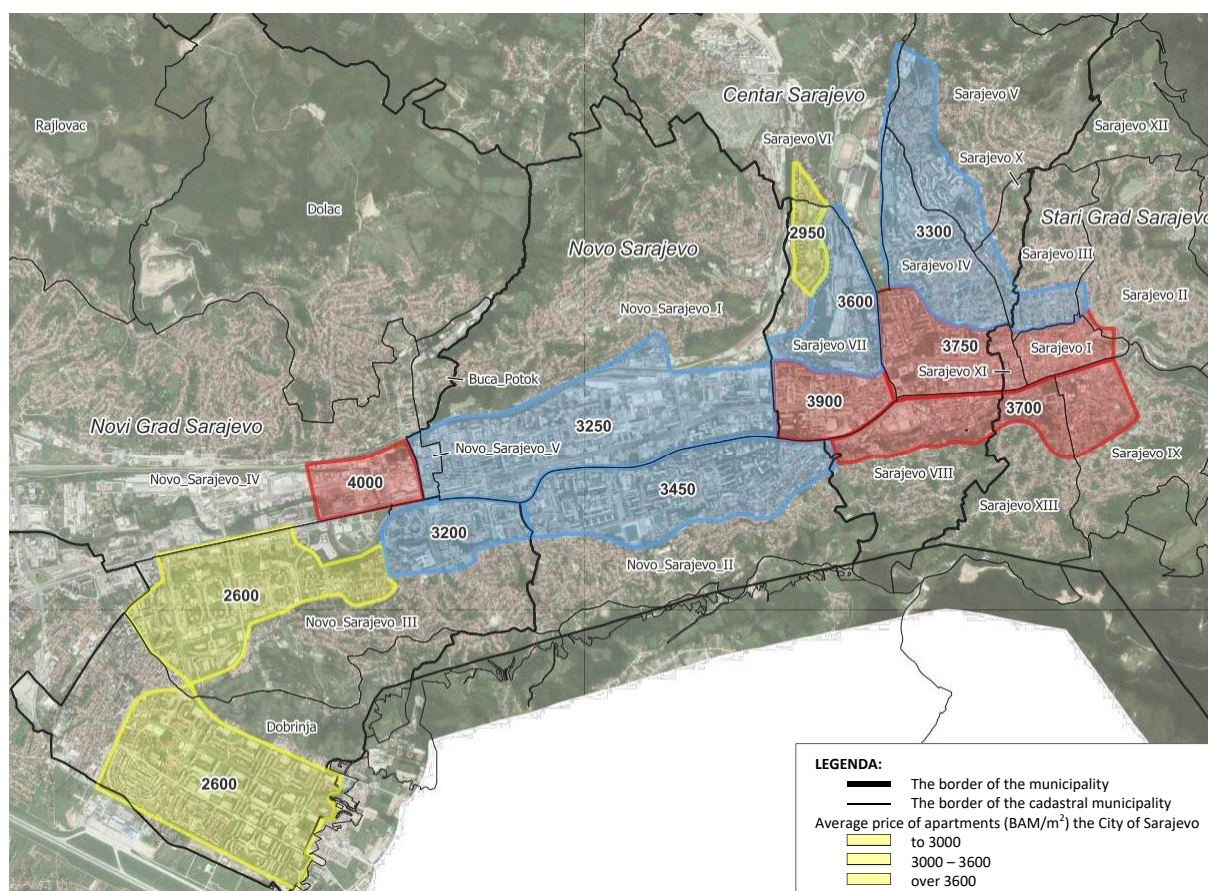 Sarajevo V
Centar Sarajevo
Rajlovac
Sarajevo XII
Sarajevo VI
Sarajevo X
Dolac
Stari Grad Sarajevo
2950
3300
Novo Sarajevo
Sarajevo III
Sarajevo IV
Sarajevo II
3600
Novo_Sarajevo_I
Sarajevo VII
3750
Sarajevo I
Sarajevo XI
Buca_Potok
3900
3700
Novi Grad Sarajevo
3250
Novo_Sarajevo_V
Sarajevo IX
Sarajevo VIII
Novo_Sarajevo_IV
4000
3450
Sarajevo XIII
3200
Novo_Sarajevo_II
2600
Novo_Sarajevo_III
Dobrinja
2600
LEGENDA:
The border of the municipality
The border of the cadastral municipality
Average price of apartments (BAM/m²) the City of Sarajevo
to 3000
3000 – 3600
over 3600